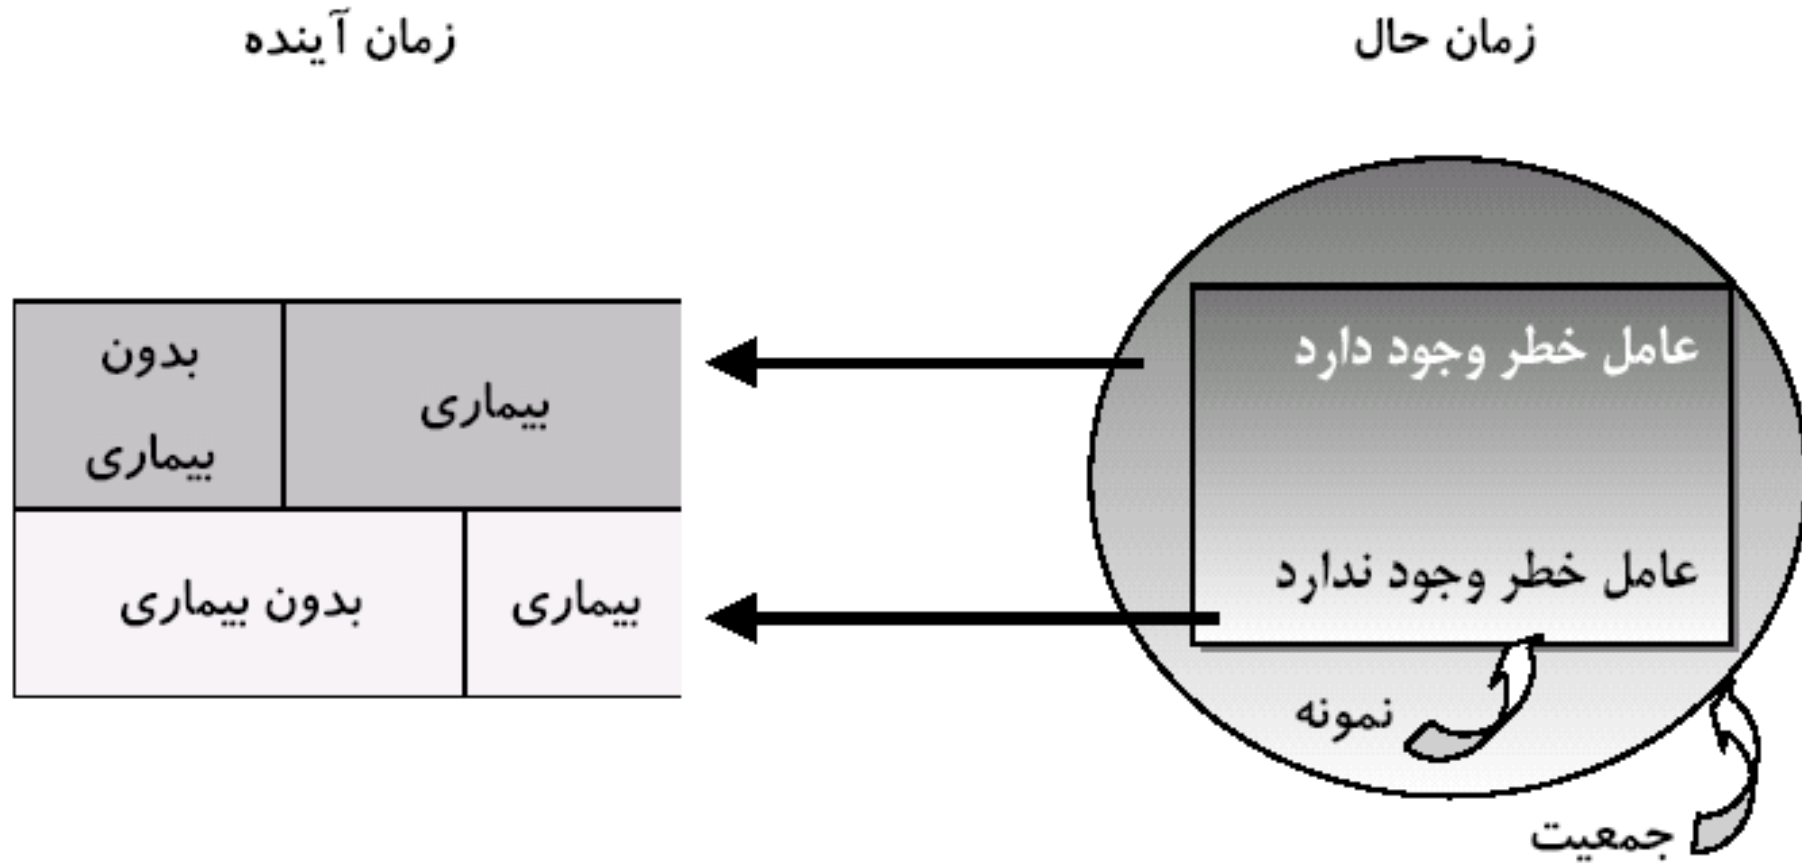 زمان حال
زمان آینده
عامل خطر وجود دارد
عامل خطر وجود ندارد
نمونه
جمعیت
بیماری
بدون
بیماری
بیماری
بدون بیماری